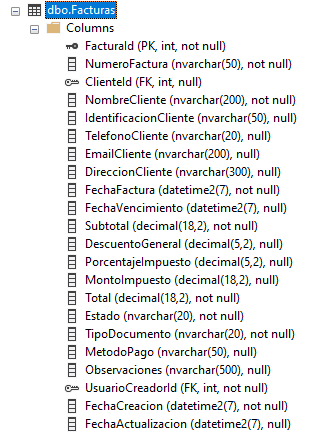 dbo.Facturas
Columns
FacturaId (PK, int, not null)
NumeroFactura (nvarchar(50), not null)
ClienteId (FK, int, null)
NombreCliente (nvarchar(200), not null)
IdentificacionCliente (nvarchar(50), null)
TelefonoCliente (nvarchar(20), null)
EmailCliente (nvarchar(200), null)
DireccionCliente (nvarchar(300), null)
FechaFactura (datetime2(7), not null)
FechaVencimiento (datetime2(7), null)
Subtotal (decimal(18,2), not null)
DescuentoGeneral (decimal(5,2), null)
PorcentajeImpuesto (decimal(5,2), null)
MontoImpuesto (decimal(18,2), null)
Total (decimal(18,2), not null)
Estado (nvarchar(20), not null)
TipoDocumento (nvarchar(20), not null)
MetodoPago (nvarchar(50), null)
Observaciones (nvarchar(500), null)
UsuarioCreadorId (FK, int, not null)
FechaCreacion (datetime2(7), not null)
FechaActualizacion (datetime2(7), null)